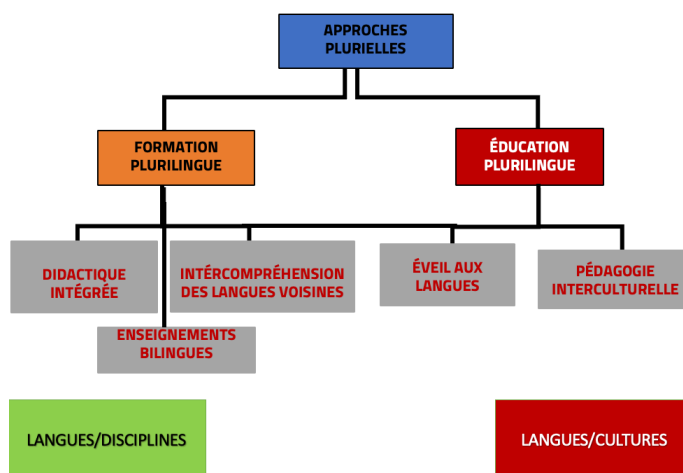 APPROCHES
PLURIELLES
FORMATION
PLURILINGUE
ÉDUCATION
PLURILINGUE
DIDACTIQUE
INTÉGRÉE
INTÉRCOMPRÉHENSION
DES LANGUES VOISINES
ÉVEIL AUX
LANGUES
PÉDAGOGIE
INTERCULTURELLE
ENSEIGNEMENTS
BILINGUES
LANGUES/DISCIPLINES
LANGUES/CULTURES